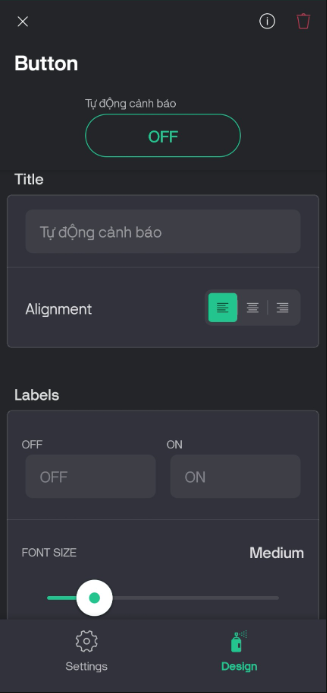 Button
Tự động cảnh báo
OFF
Title
Tự động cảnh báo
Alignment
Labels
OFF ON
OFF ON
FONT SIZE Medium
Settings Design